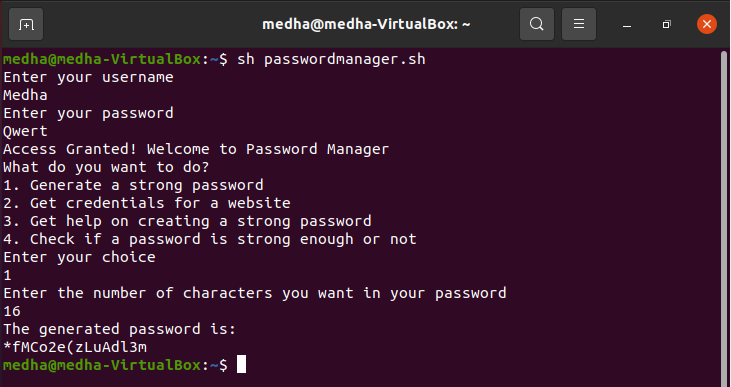 medha@medha-VirtualBox: ~
medha@medha-VirtualBox:~$ sh passwordmanager.sh
Enter your username
Medha
Enter your password
Qwert
Access Granted! Welcome to Password Manager
What do you want to do?
1. Generate a strong password
2. Get credentials for a website
3. Get help on creating a strong password
4. Check if a password is strong enough or not
Enter your choice
1
Enter the number of characters you want in your password
16
The generated password is:
*fMCo2e(zLuAdl3m
medha@medha-VirtualBox:~$